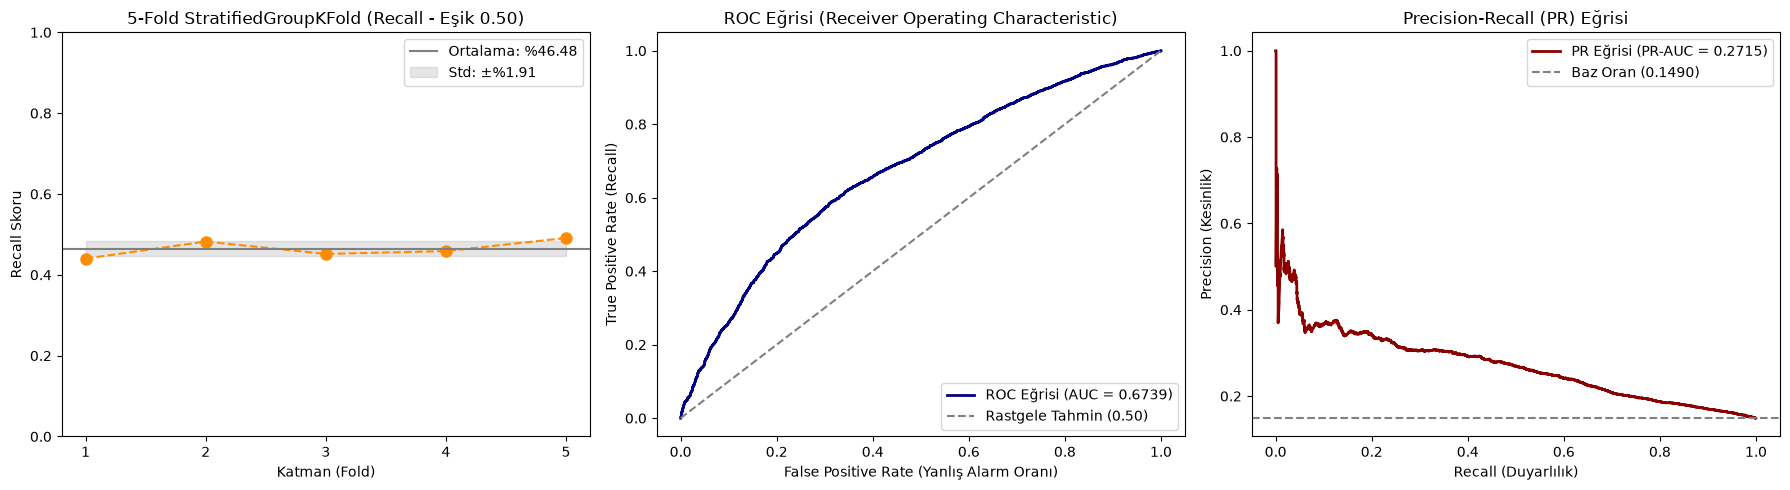 5-Fold StratifiedGroupKFold (Recall - Eşik 0.50)
1.0
0.8
0.6
0.4
0.2
0.0
Recall Skoru
Ortalama: %46.48
Std: ±%1.91
1 2 3 4 5
Katman (Fold)
ROC Eğrisi (Receiver Operating Characteristic)
1.0
0.8
0.6
0.4
0.2
0.0
True Positive Rate (Recall)
ROC Eğrisi (AUC = 0.6739)
Rastgele Tahmin (0.50)
0.0 0.2 0.4 0.6 0.8 1.0
False Positive Rate (Yanlış Alarm Oranı)
Precision-Recall (PR) Eğrisi
1.0
0.8
0.6
0.4
0.2
Precision (Kesinlik)
PR Eğrisi (PR-AUC = 0.2715)
Baz Oran (0.1490)
0.0 0.2 0.4 0.6 0.8 1.0
Recall (Duyarlılık)